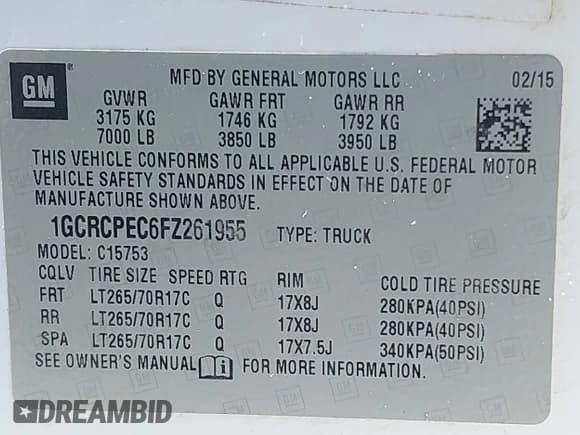 GM
MFD BY GENERAL MOTORS LLC 02/15
GVWR GAWR FRT GAWR RR
3175 KG 1746 KG 1792 KG
7000 LB 3850 LB 3950 LB
THIS VEHICLE CONFORMS TO ALL APPLICABLE U.S. FEDERAL MOTOR
VEHICLE SAFETY STANDARDS IN EFFECT ON THE DATE OF
MANUFACTURE SHOWN ABOVE.
1GCRCPEC6FZ261955 TYPE: TRUCK
MODEL: C15753
CQLV TIRE SIZE SPEED RTG RIM COLD TIRE PRESSURE
FRT LT265/70R17C Q 17X8J 280KPA(40PSI)
RR LT265/70R17C Q 17X8J 280KPA(40PSI)
SPA LT265/70R17C Q 17X7.5J 340KPA(50PSI)
SEE OWNER'S MANUAL i FOR MORE INFORMATION.
DREAMBID